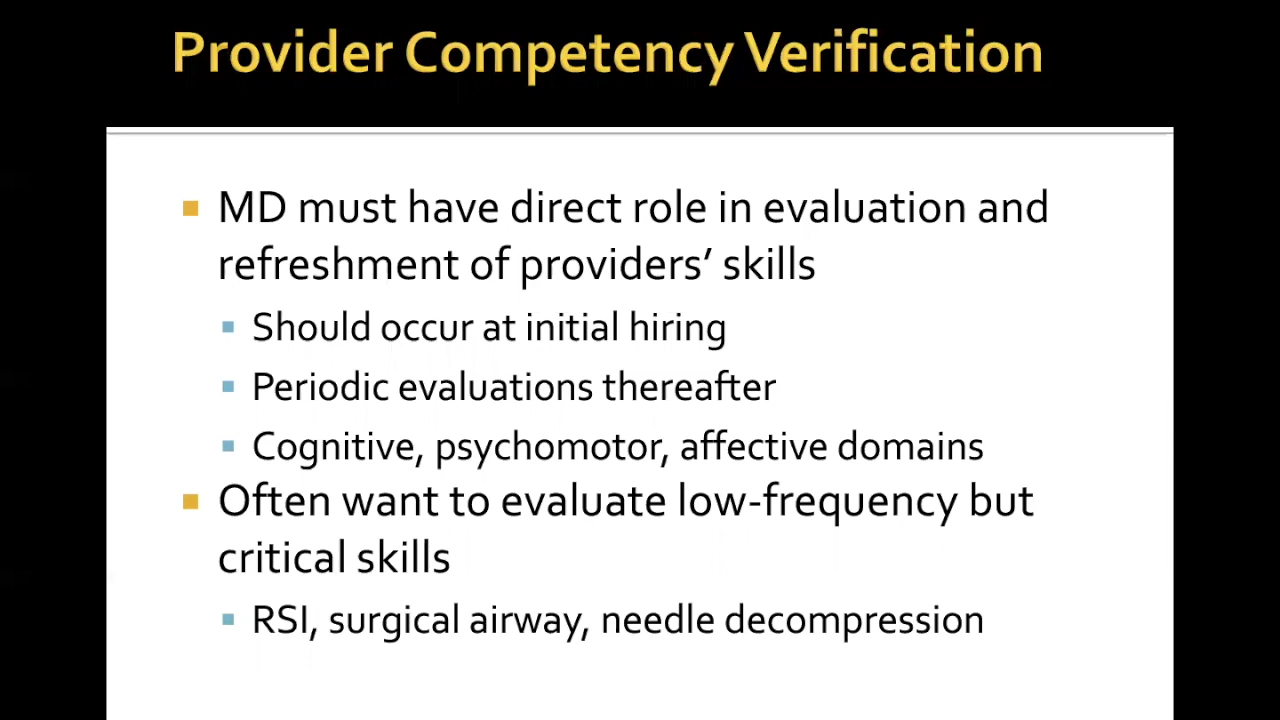 Provider Competency Verification
MD must have direct role in evaluation and
refreshment of providers’ skills
Should occur at initial hiring
Periodic evaluations thereafter
Cognitive, psychomotor, affective domains
Often want to evaluate low-frequency but
critical skills
RSI, surgical airway, needle decompression